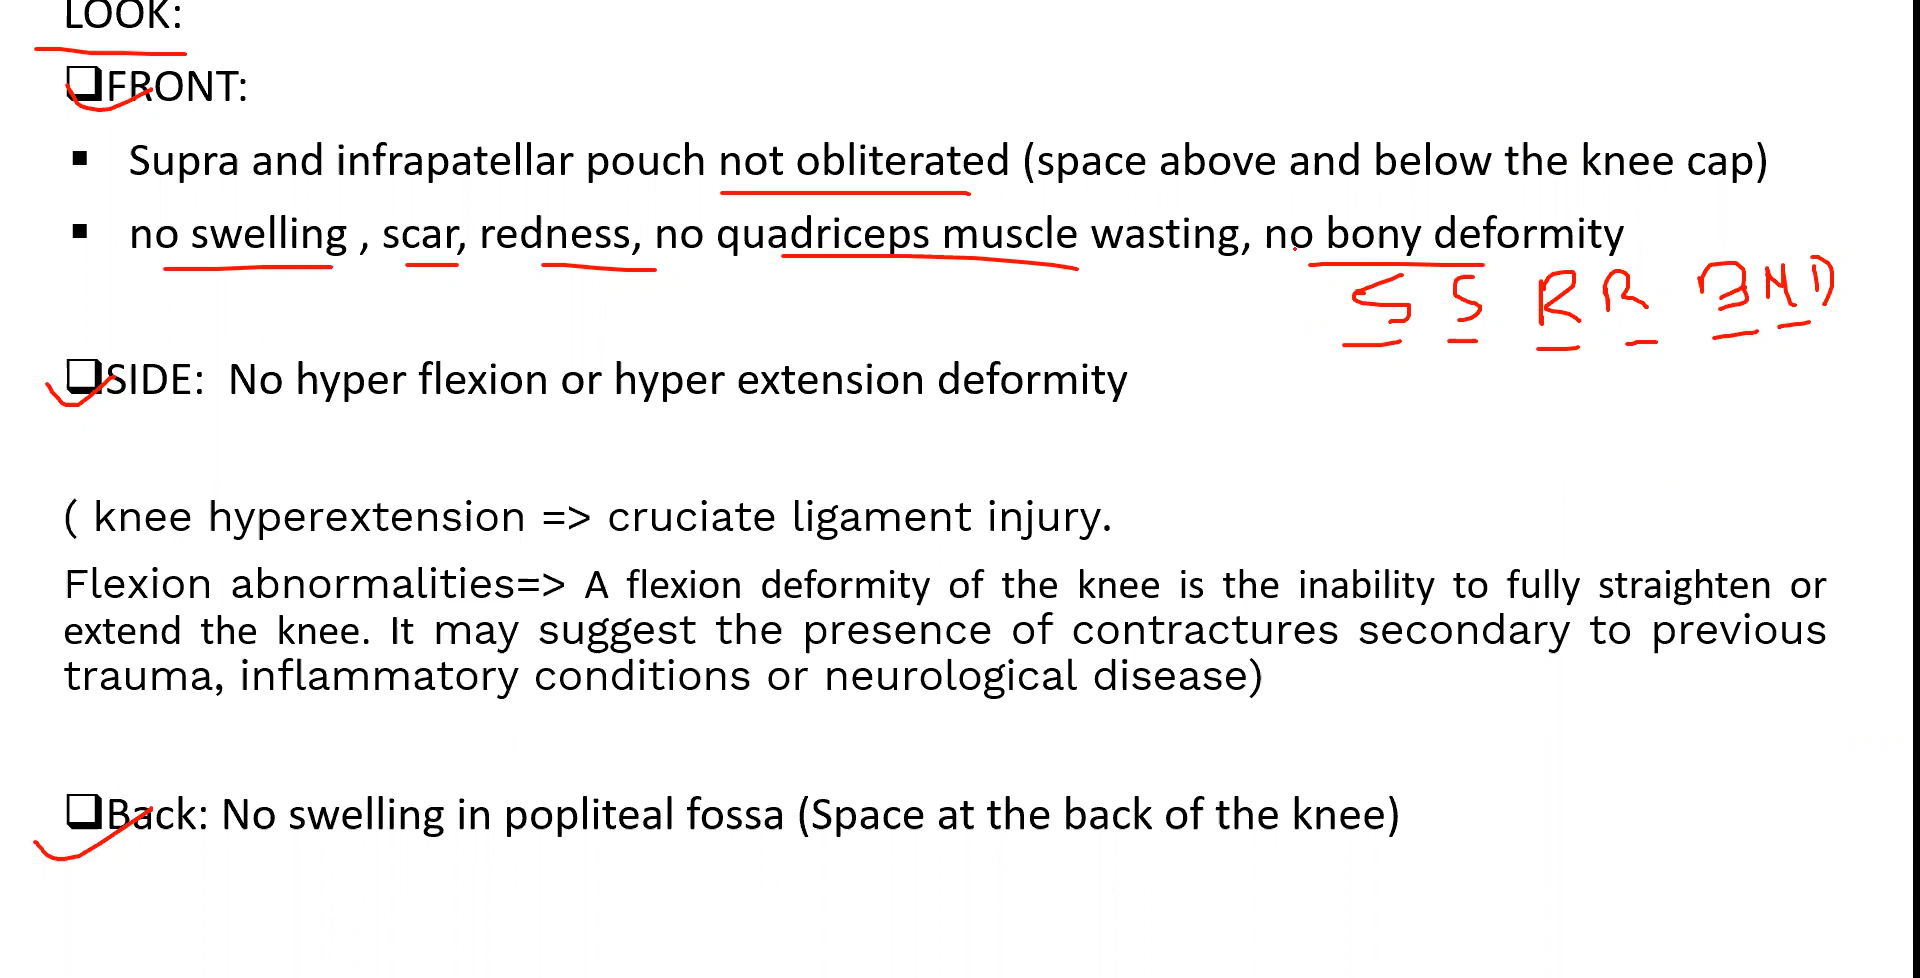 LOOK:
❑FRONT:
▪ Supra and infrapatellar pouch not obliterated (space above and below the knee cap)
▪ no swelling , scar, redness, no quadriceps muscle wasting, no bony deformity
S S R R
❑SIDE: No hyper flexion or hyper extension deformity
( knee hyperextension => cruciate ligament injury.
Flexion abnormalities=> A flexion deformity of the knee is the inability to fully straighten or
extend the knee. It may suggest the presence of contractures secondary to previous
trauma, inflammatory conditions or neurological disease)
❑Back: No swelling in popliteal fossa (Space at the back of the knee)